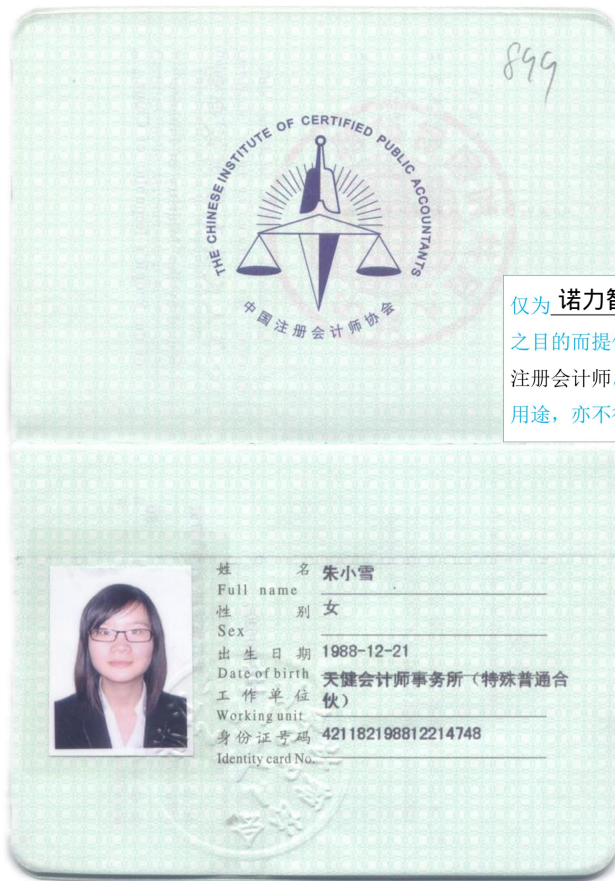 899
THE CHINESE INSTITUTE OF CERTIFIED PUBLIC ACCOUNTANTS
中国注册会计师协会
仅为 诺力智
之目的而提
注册会计师
用途，亦不
姓 名 朱小雪
Full name
性 别 女
Sex
出生日期 1988-12-21
Date of birth
工作单位 天健会计师事务所（特殊普通合
伙）
Working unit
身份证号码 421182198812214748
Identity card No.